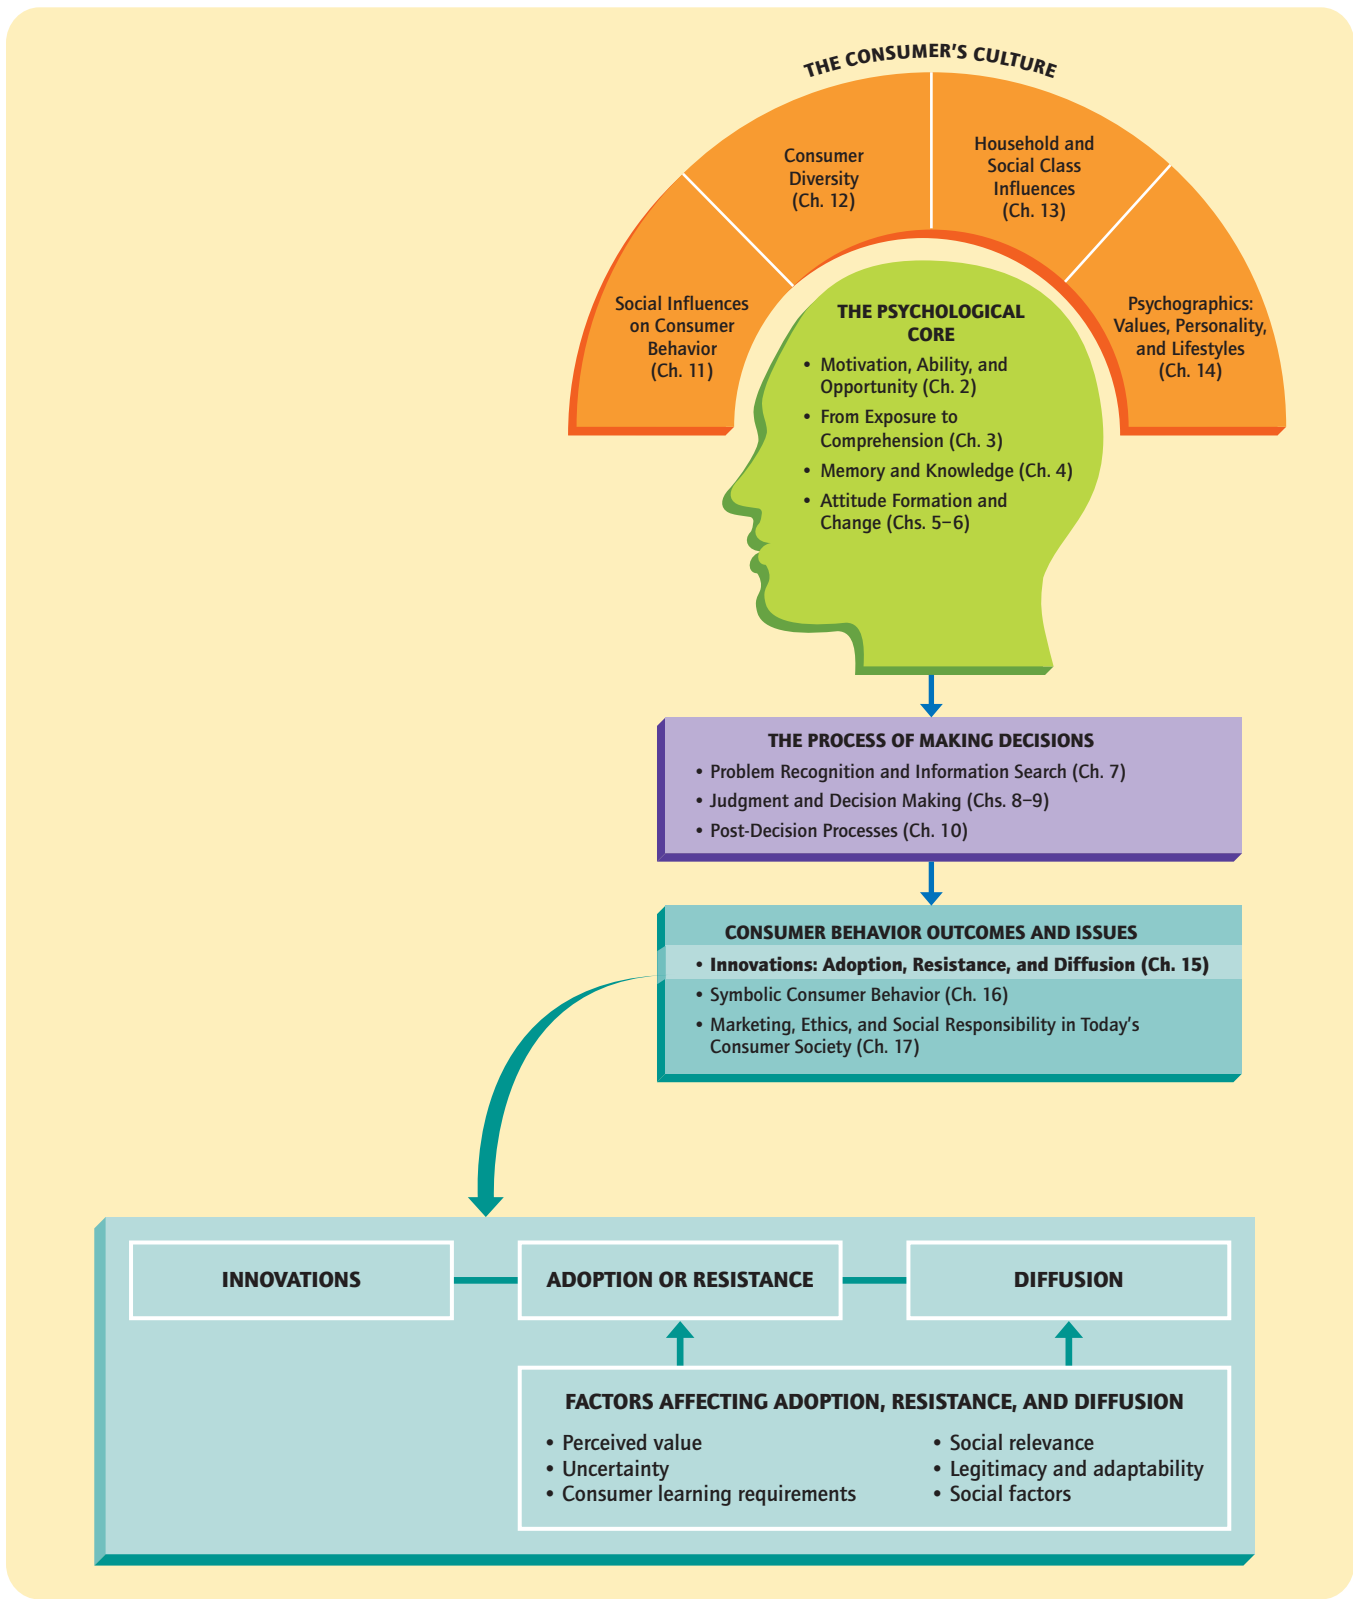 THE CONSUMER'S CULTURE
Social Influences
on Consumer
Behavior
(Ch. 11)
Consumer
Diversity
(Ch. 12)
Household and
Social Class
Influences
(Ch. 13)
Psychographics:
Values, Personality,
and Lifestyles
(Ch. 14)
THE PSYCHOLOGICAL
CORE
• Motivation, Ability, and
Opportunity (Ch. 2)
• From Exposure to
Comprehension (Ch. 3)
• Memory and Knowledge (Ch. 4)
• Attitude Formation and
Change (Chs. 5–6)
THE PROCESS OF MAKING DECISIONS
• Problem Recognition and Information Search (Ch. 7)
• Judgment and Decision Making (Chs. 8–9)
• Post-Decision Processes (Ch. 10)
CONSUMER BEHAVIOR OUTCOMES AND ISSUES
• Innovations: Adoption, Resistance, and Diffusion (Ch. 15)
• Symbolic Consumer Behavior (Ch. 16)
• Marketing, Ethics, and Social Responsibility in Today's
Consumer Society (Ch. 17)
INNOVATIONS
ADOPTION OR RESISTANCE
DIFFUSION
FACTORS AFFECTING ADOPTION, RESISTANCE, AND DIFFUSION
• Perceived value
• Uncertainty
• Consumer learning requirements
• Social relevance
• Legitimacy and adaptability
• Social factors